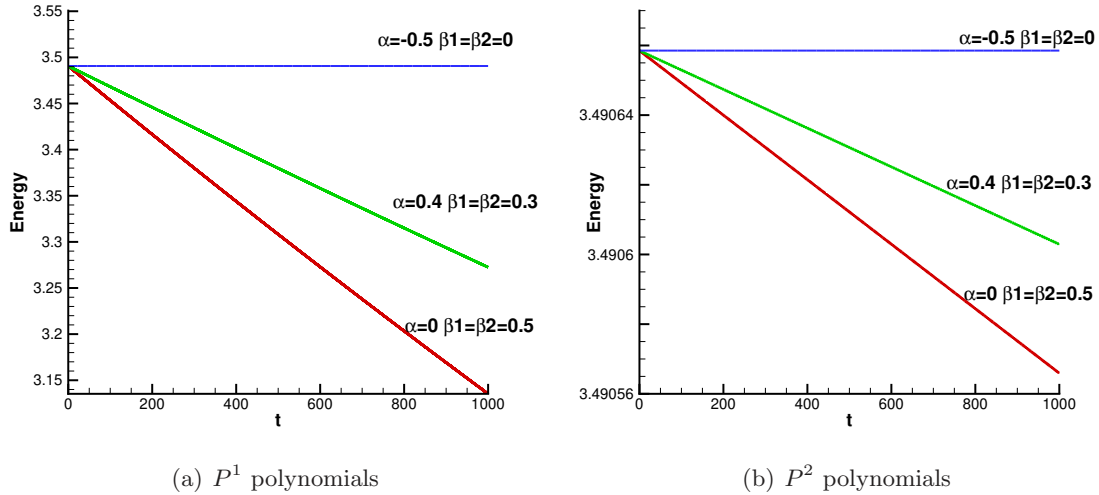 3.55
α=-0.5 β1=β2=0
3.5
3.45
3.4
3.35
α=0.4 β1=β2=0.3
3.3
3.25
α=0 β1=β2=0.5
3.2
3.15
Energy
0 200 400 600 800 1000
t
(a) P¹ polynomials
α=-0.5 β1=β2=0
3.49064
α=0.4 β1=β2=0.3
3.4906
α=0 β1=β2=0.5
3.49056
Energy
0 200 400 600 800 1000
t
(b) P² polynomials